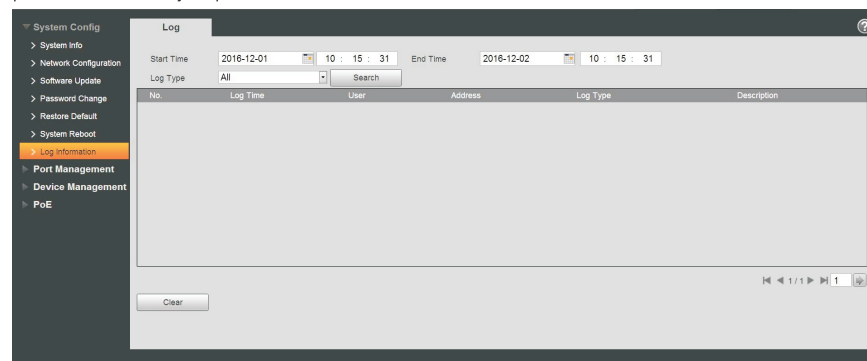 System Config
System Info
Network Configuration
Software Update
Password Change
Restore Default
System Reboot
Log Information
Port Management
Device Management
PoE
Log
?
Start Time 2016-12-01 10 : 15 : 31 End Time 2016-12-02 10 : 15 : 31
Log Type All Search
No. Log Time User Address Log Type Description
1 / 1 1
Clear